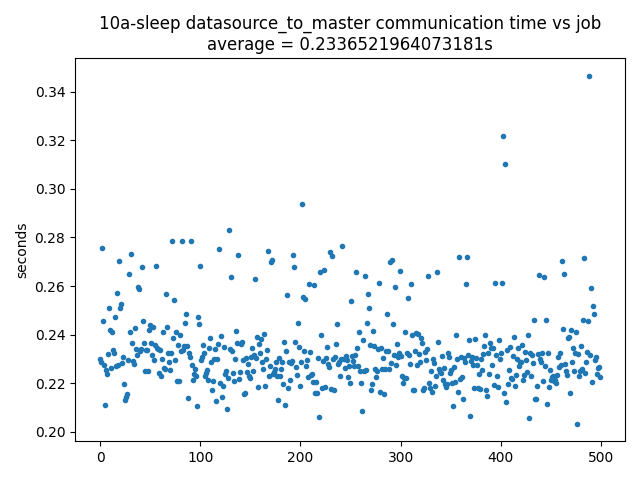 10a-sleep datasource_to_master communication time vs job
average = 0.2336521964073181s
0.34
0.32
0.30
0.28
0.26
0.24
0.22
0.20
seconds
0 100 200 300 400 500